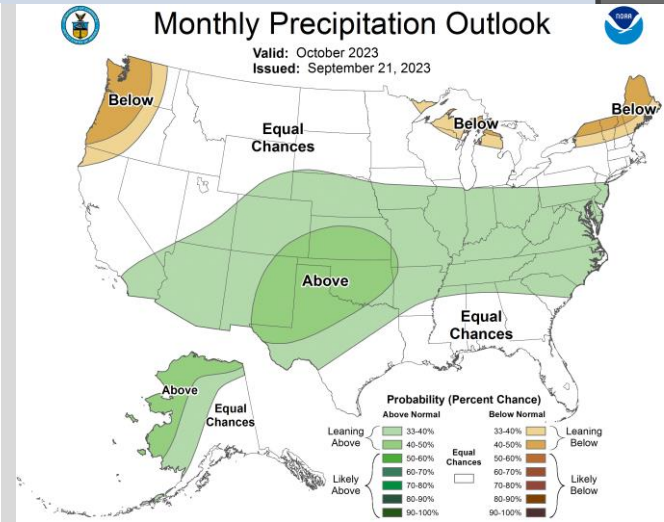 Monthly Precipitation Outlook
Valid: October 2023
Issued: September 21, 2023
NOAA
Below
Equal
Chances
Below
Below
Above
Equal
Chances
Above
Equal
Chances
Probability (Percent Chance)
Above Normal
Below Normal
Leaning
Above
33-40%
40-50%
50-60%
60-70%
70-80%
80-90%
90-100%
Likely
Above
Equal
Chances
33-40%
40-50%
50-60%
60-70%
70-80%
80-90%
90-100%
Leaning
Below
Likely
Below